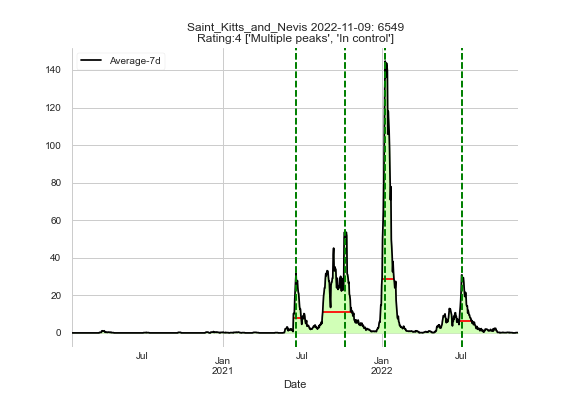 Saint_Kitts_and_Nevis 2022-11-09: 6549
Rating:4 ['Multiple peaks', 'In control']
Average-7d
140
120
100
80
60
40
20
0
Jul
Jan
2021
Jul
Jan
2022
Jul
Date